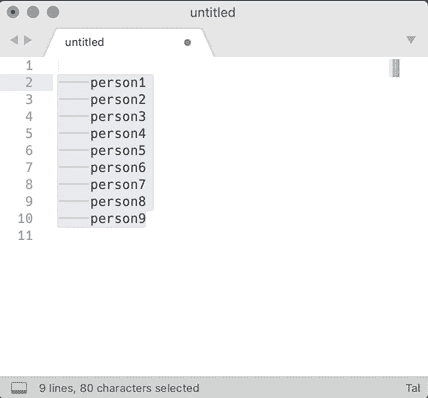 untitled
untitled
1
2 person1
3 person2
4 person3
5 person4
6 person5
7 person6
8 person7
9 person8
10 person9
11
9 lines, 80 characters selected
Tal